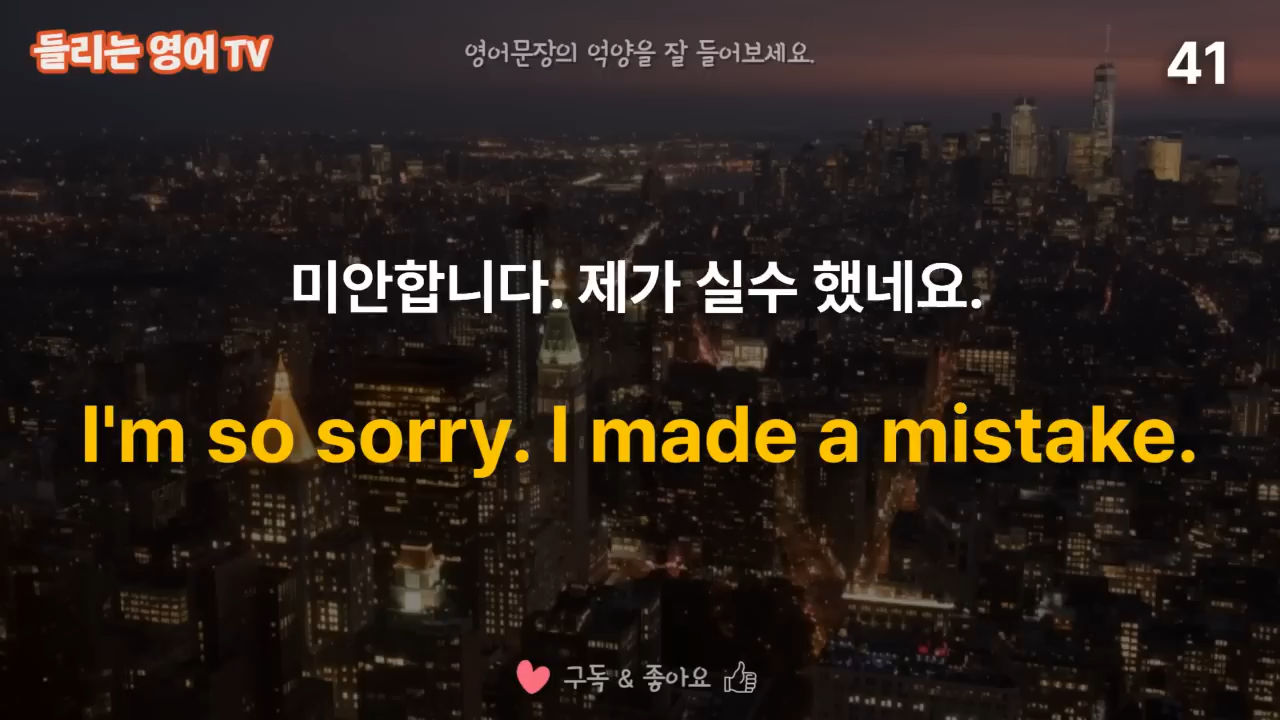 들리는 영어 TV
영어문장의 억양을 잘 들어보세요.
41
미안합니다. 제가 실수 했네요.
I'm so sorry. I made a mistake.
구독 & 좋아요